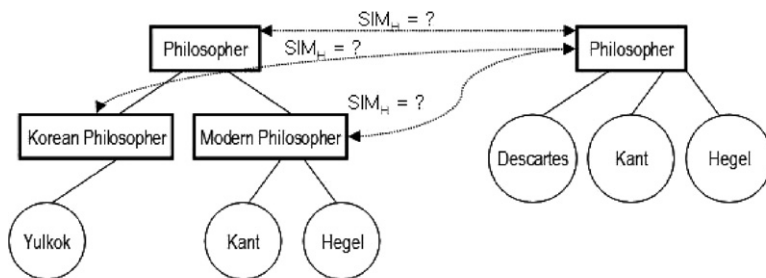 SIM_H = ?
SIM_H = ?
Philosopher
Philosopher
SIM_H = ?
Korean Philosopher
Modern Philosopher
Descartes
Kant
Hegel
Yulkok
Kant
Hegel